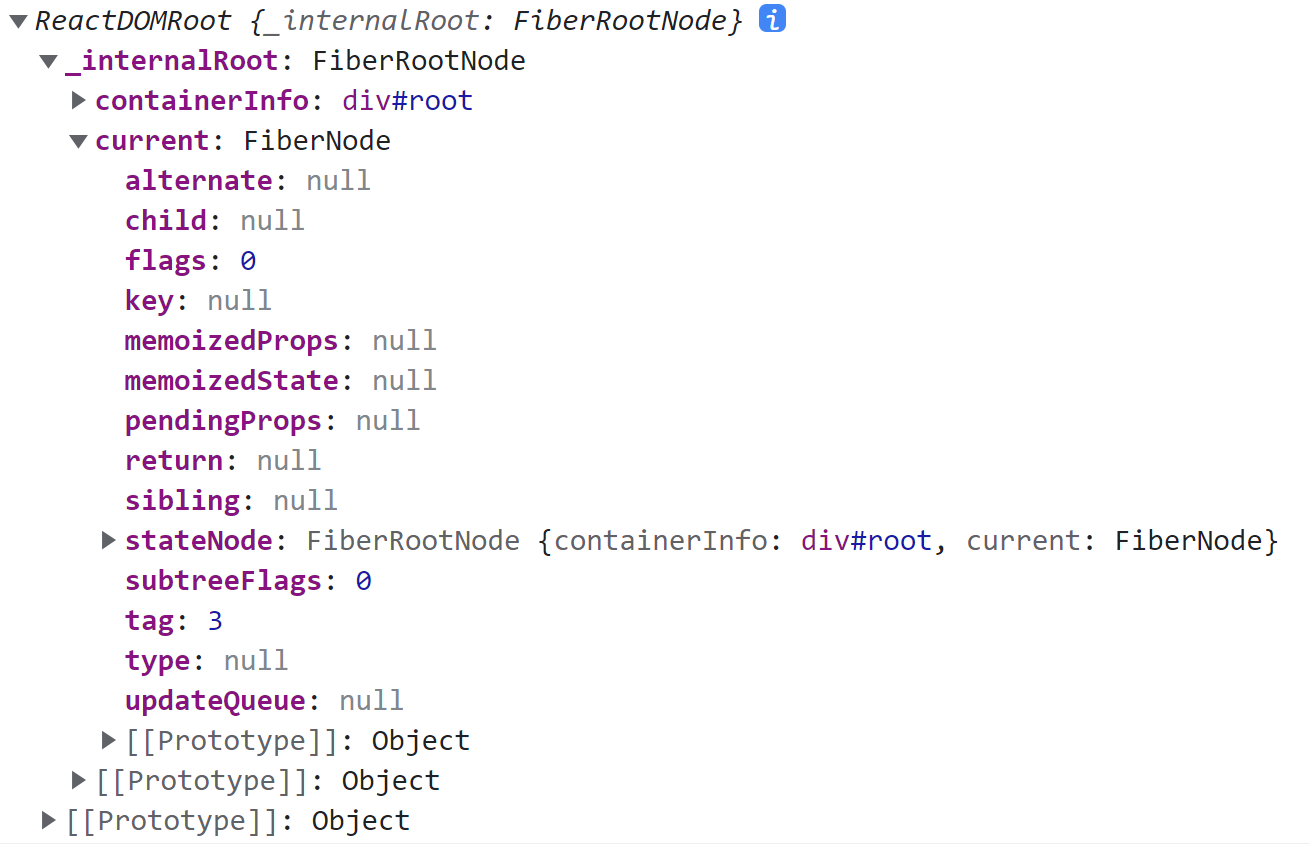 ReactDOMRoot {_internalRoot: FiberRootNode} i
_internalRoot: FiberRootNode
containerInfo: div#root
current: FiberNode
alternate: null
child: null
flags: 0
key: null
memoizedProps: null
memoizedState: null
pendingProps: null
return: null
sibling: null
stateNode: FiberRootNode {containerInfo: div#root, current: FiberNode}
subtreeFlags: 0
tag: 3
type: null
updateQueue: null
[[Prototype]]: Object
[[Prototype]]: Object
[[Prototype]]: Object